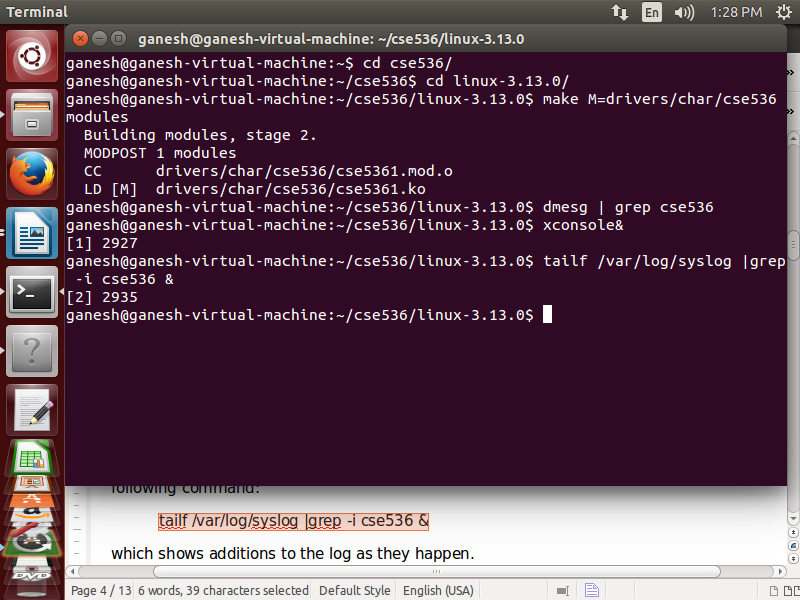 Terminal
En
1:28 PM
ganesh@ganesh-virtual-machine: ~/cse536/linux-3.13.0
ganesh@ganesh-virtual-machine:~$ cd cse536/
ganesh@ganesh-virtual-machine:~/cse536$ cd linux-3.13.0/
ganesh@ganesh-virtual-machine:~/cse536/linux-3.13.0$ make M=drivers/char/cse536
modules
  Building modules, stage 2.
  MODPOST 1 modules
  CC      drivers/char/cse536/cse5361.mod.o
  LD [M]  drivers/char/cse536/cse5361.ko
ganesh@ganesh-virtual-machine:~/cse536/linux-3.13.0$ dmesg | grep cse536
ganesh@ganesh-virtual-machine:~/cse536/linux-3.13.0$ xconsole&
[1] 2927
ganesh@ganesh-virtual-machine:~/cse536/linux-3.13.0$ tailf /var/log/syslog |grep
 -i cse536 &
[2] 2935
ganesh@ganesh-virtual-machine:~/cse536/linux-3.13.0$
following command:
tailf /var/log/syslog |grep -i cse536 &
which shows additions to the log as they happen.
Page 4 / 13
6 words, 39 characters selected
Default Style
English (USA)